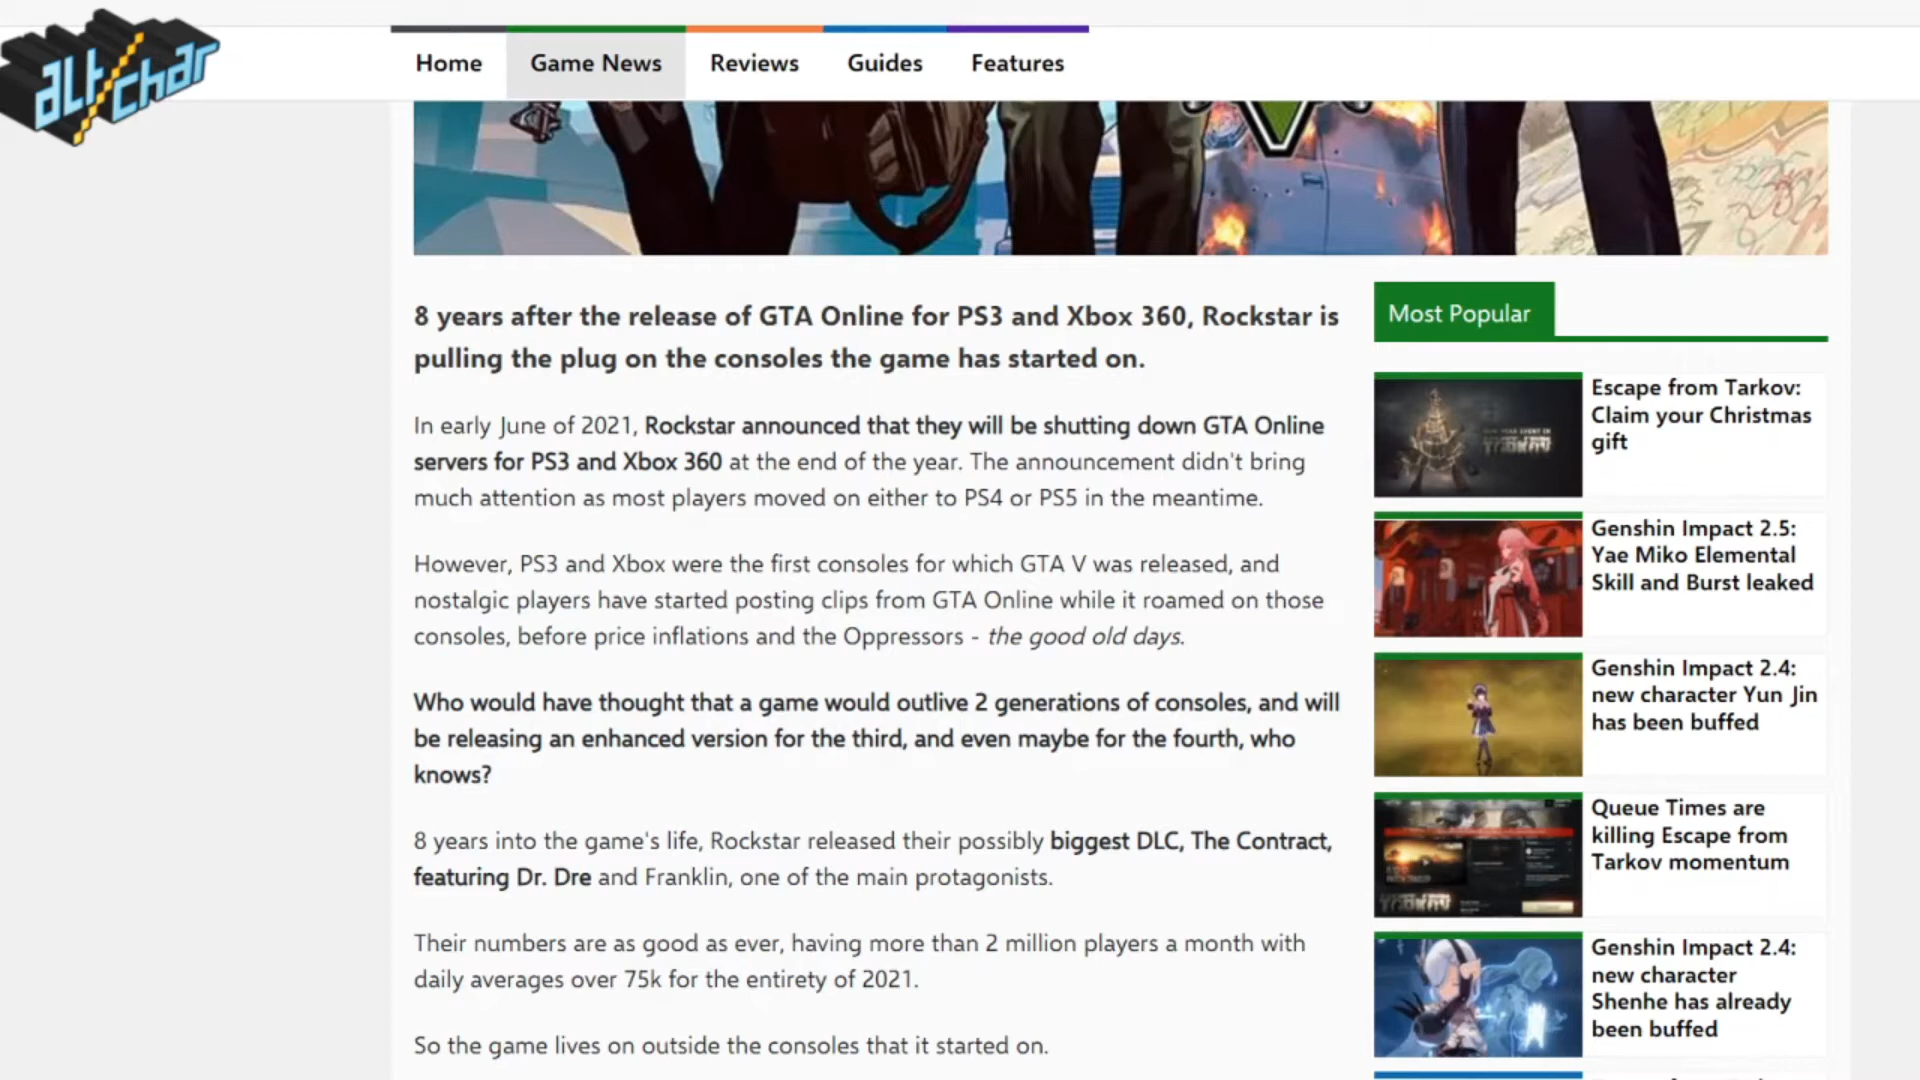 alt/char
Home
Game News
Reviews
Guides
Features
8 years after the release of GTA Online for PS3 and Xbox 360, Rockstar is
pulling the plug on the consoles the game has started on.
In early June of 2021, Rockstar announced that they will be shutting down GTA Online
servers for PS3 and Xbox 360 at the end of the year. The announcement didn't bring
much attention as most players moved on either to PS4 or PS5 in the meantime.
However, PS3 and Xbox were the first consoles for which GTA V was released, and
nostalgic players have started posting clips from GTA Online while it roamed on those
consoles, before price inflations and the Oppressors - the good old days.
Who would have thought that a game would outlive 2 generations of consoles, and will
be releasing an enhanced version for the third, and even maybe for the fourth, who
knows?
8 years into the game's life, Rockstar released their possibly biggest DLC, The Contract,
featuring Dr. Dre and Franklin, one of the main protagonists.
Their numbers are as good as ever, having more than 2 million players a month with
daily averages over 75k for the entirety of 2021.
So the game lives on outside the consoles that it started on.
Most Popular
Escape from Tarkov:
Claim your Christmas
gift
Genshin Impact 2.5:
Yae Miko Elemental
Skill and Burst leaked
Genshin Impact 2.4:
new character Yun Jin
has been buffed
Queue Times are
killing Escape from
Tarkov momentum
Genshin Impact 2.4:
new character
Shenhe has already
been buffed